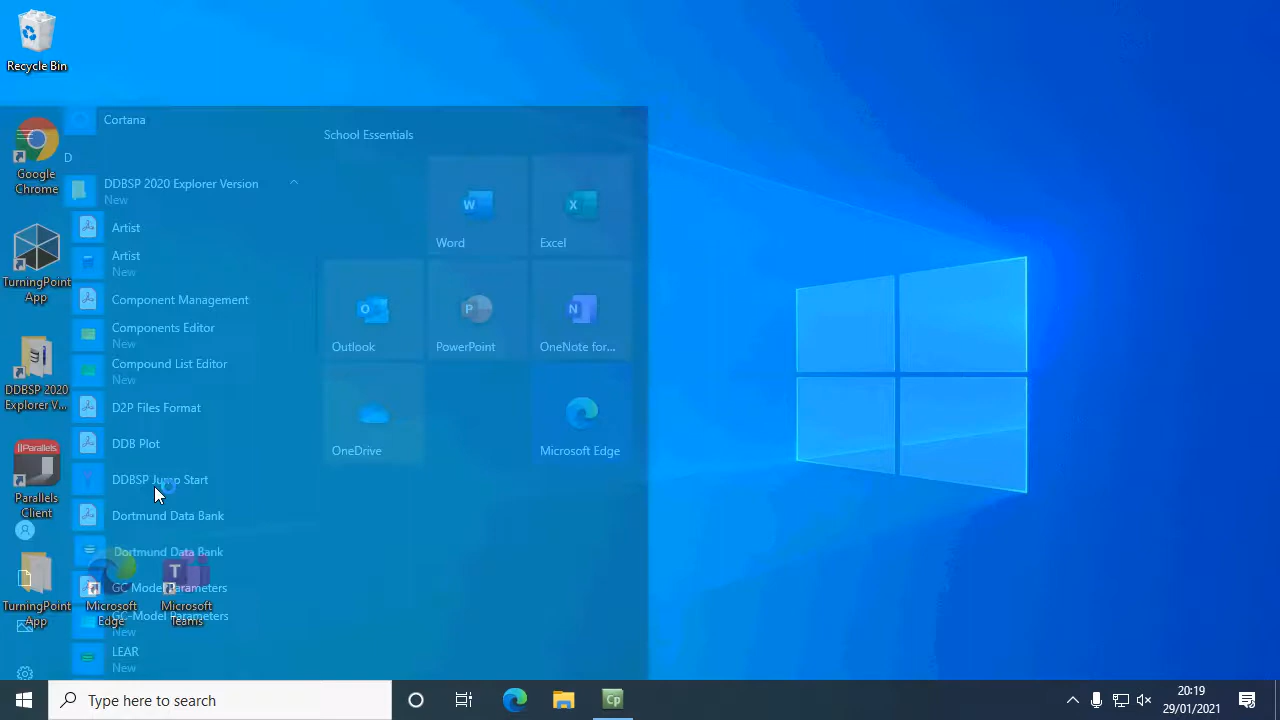 Recycle Bin
Google
Chrome
TurningPoint
App
DDBSP 2020
Explorer V...
Parallels
Parallels
Client
TurningPoint
App
Microsoft
Edge
Microsoft
Teams
Cortana
D
DDBSP 2020 Explorer Version
New
Artist
Artist
New
Component Management
Components Editor
New
Compound List Editor
New
D2P Files Format
DDB Plot
DDBSP Jump Start
Dortmund Data Bank
Dortmund Data Bank
GC Model Parameters
GC-Model Parameters
New
LEAR
New
School Essentials
Word
Excel
Outlook
PowerPoint
OneNote for...
OneDrive
Microsoft Edge
Type here to search
Cp
20:19
29/01/2021